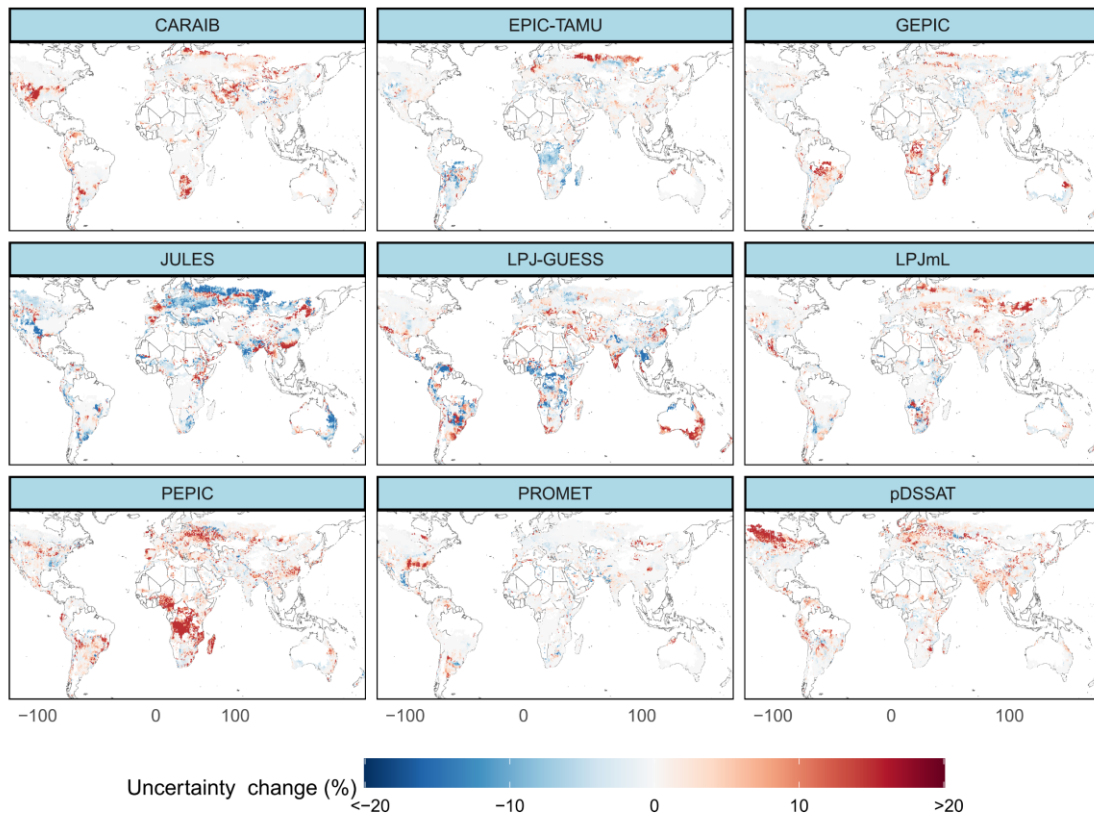 CARAIB
EPIC-TAMU
GEPIC
JULES
LPJ-GUESS
LPJmL
PEPIC
PROMET
pDSSAT
−100 0 100 −100 0 100 −100 0 100
Uncertainty change (%)
<−20 −10 0 10 >20